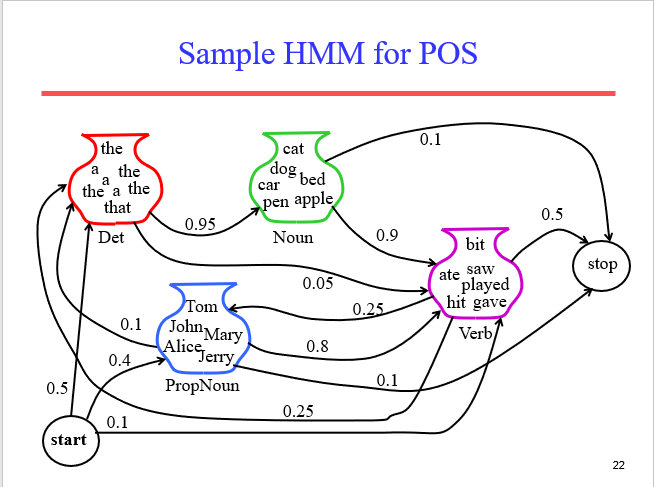 Sample HMM for POS
the
a the
a
the a the
that
Det
0.95
cat
dog
car bed
pen apple
Noun
0.1
0.9
bit
ate saw
played
hit gave
Verb
0.5
stop
0.05
0.25
Tom
John Mary
Alice
Jerry
PropNoun
0.1
0.8
0.4
0.1
0.5
0.25
0.1
start
22